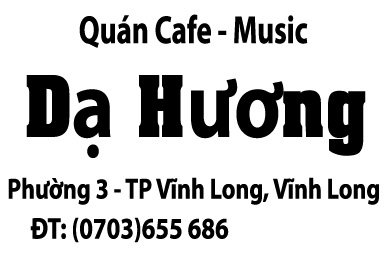 Quán Cafe - Music
Dạ Hương
Phường 3 - TP Vĩnh Long, Vĩnh Long
ĐT: (0703)655 686